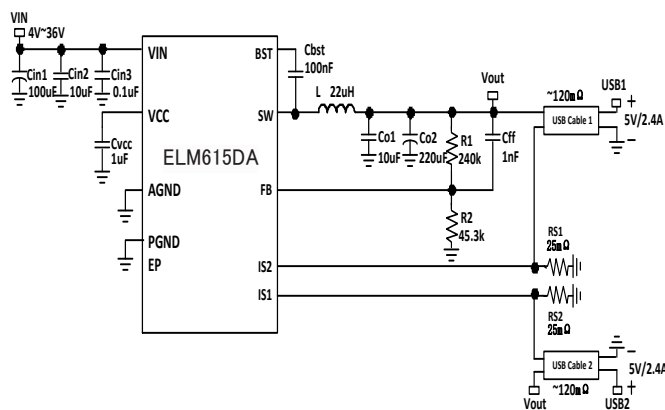 VIN
4V~36V
Cin1
100uF
Cin2
10uF
Cin3
0.1uF
VIN
VCC
Cvcc
1uF
AGND
PGND
EP
ELM615DA
BST
SW
FB
IS2
IS1
Cbst
100nF
L 22uH
Co1
10uF
Co2
220uF
R1
240k
Cff
1nF
R2
45.3k
Vout
~120mΩ
USB1
USB Cable 1
+
5V/2.4A
-
RS1
25mΩ
RS2
25mΩ
USB Cable 2
-
5V/2.4A
+
~120mΩ
Vout
USB2